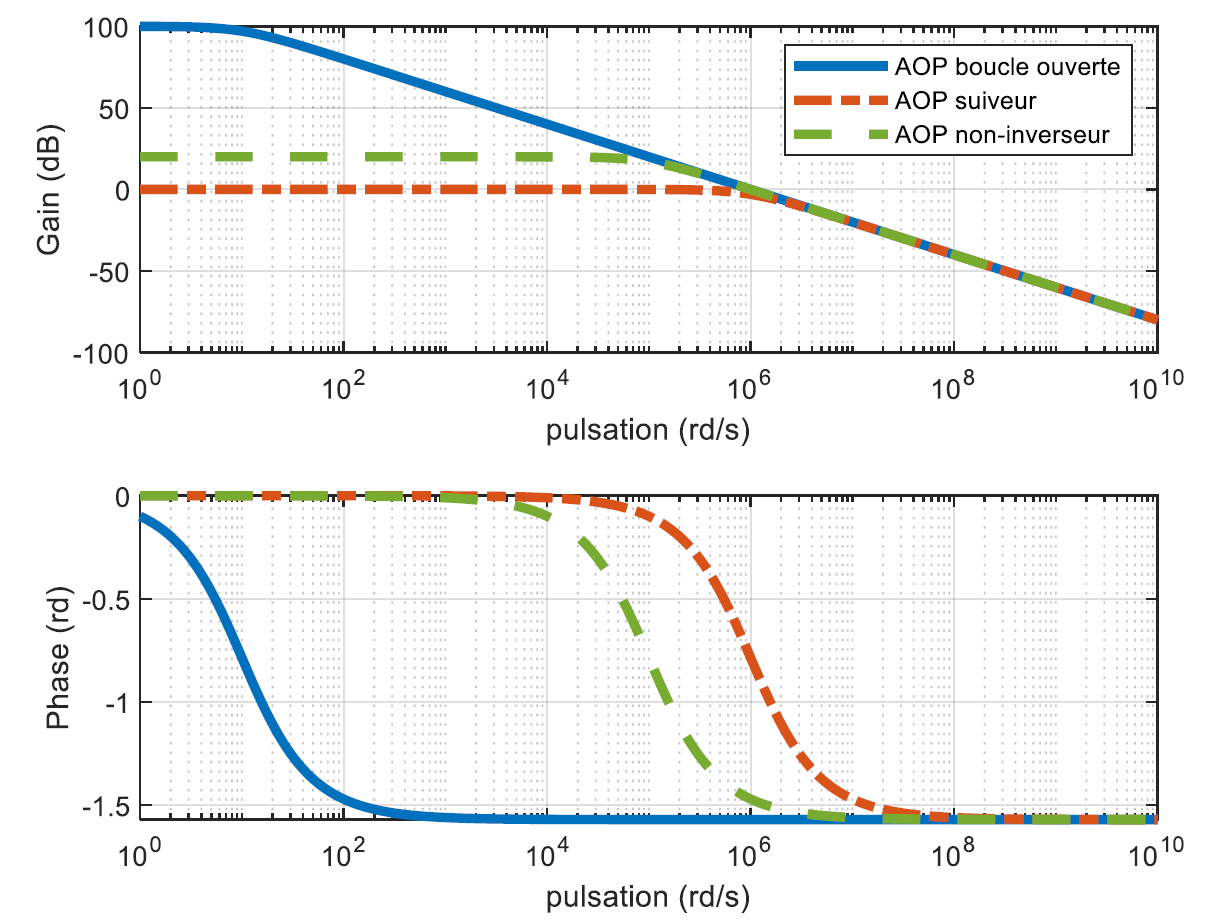 100
50
0
-50
-100
Gain (dB)
AOP boucle ouverte
AOP suiveur
AOP non-inverseur
10^0 10^2 10^4 10^6 10^8 10^10
pulsation (rd/s)
0
-0.5
-1
-1.5
Phase (rd)
10^0 10^2 10^4 10^6 10^8 10^10
pulsation (rd/s)